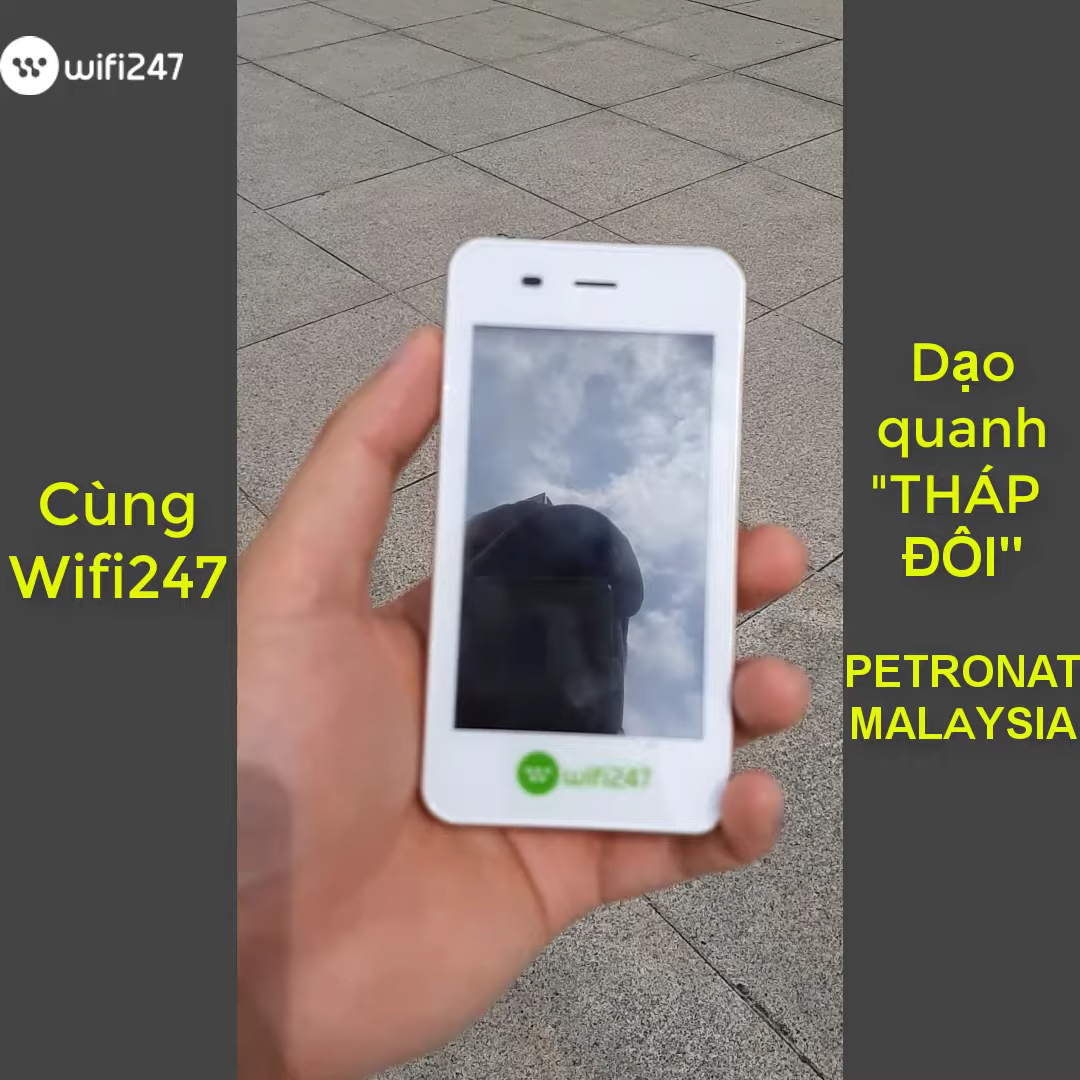 wifi247
Cùng
Wifi247
wifi247
Dạo
quanh
"THÁP
ĐÔI"
PETRONAT
MALAYSIA